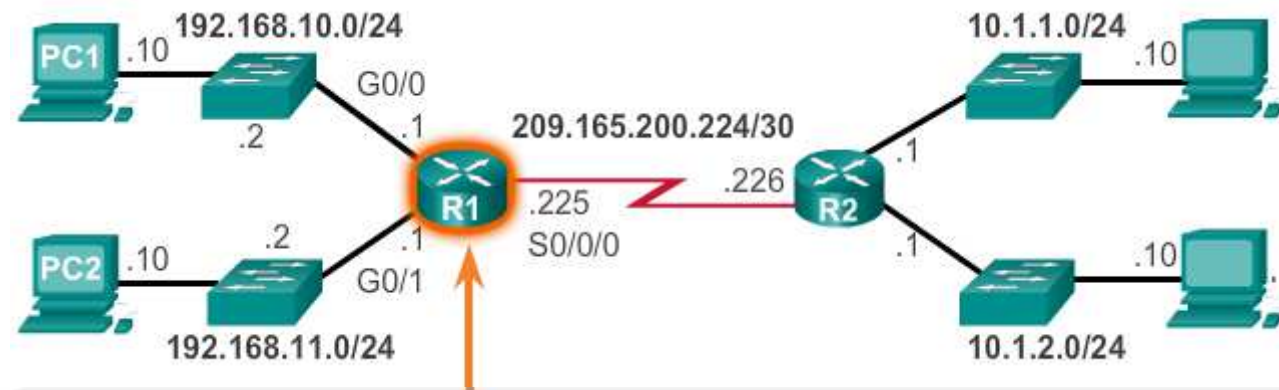 192.168.10.0/24
10.1.1.0/24
PC1
.10
G0/0
.10
.2
.1
209.165.200.224/30
.1
R1
.225
.226
R2
S0/0/0
.2
.1
G0/1
.1
PC2
.10
.10
192.168.11.0/24
10.1.2.0/24